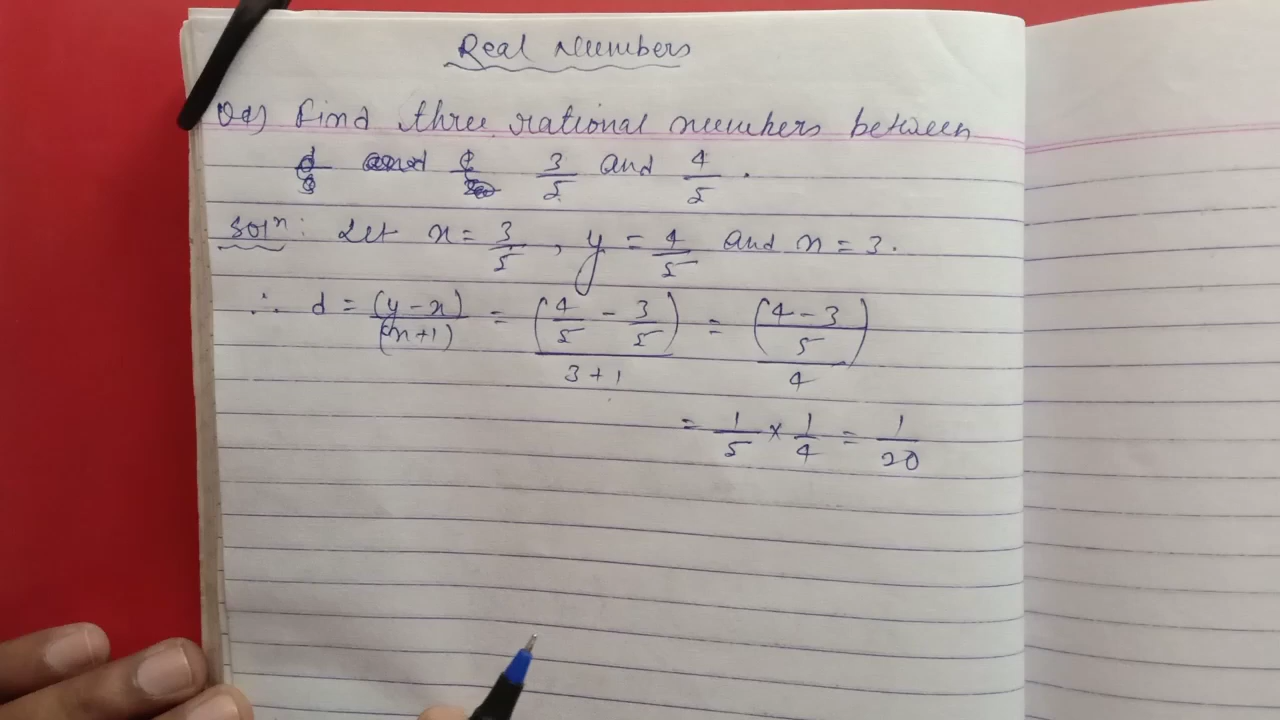 Real Numbers
Q4) Find three rational numbers between
3/5 and 4/5 .
Solⁿ: Let x = 3/5 , y = 4/5 and n = 3.
∴ d = (y - x)/(n+1) = (4/5 - 3/5)/(3+1) = ((4-3)/5)/4
= 1/5 × 1/4 = 1/20